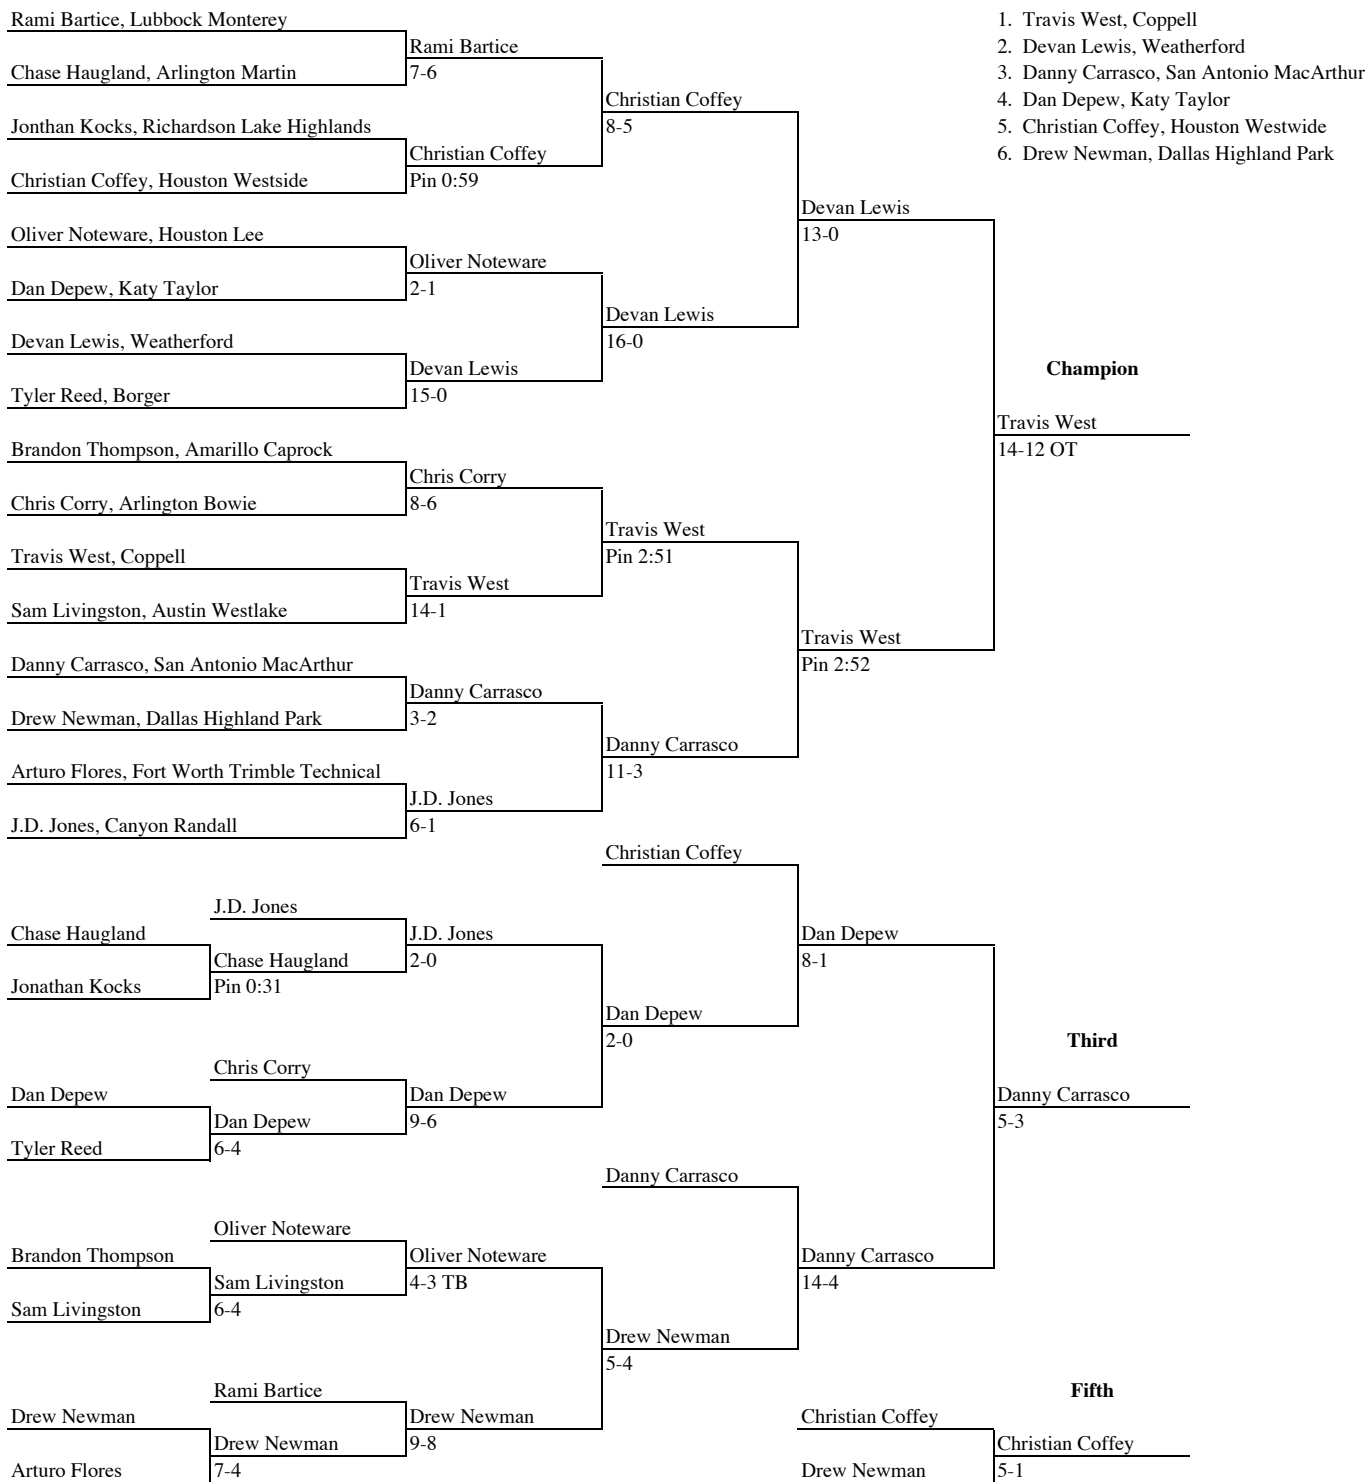 Rami Bartice, Lubbock Monterey
1. Travis West, Coppell
Rami Bartice
2. Devan Lewis, Weatherford
Chase Haugland, Arlington Martin
7-6
3. Danny Carrasco, San Antonio MacArthur
Christian Coffey
4. Dan Depew, Katy Taylor
Jonthan Kocks, Richardson Lake Highlands
8-5
5. Christian Coffey, Houston Westwide
Christian Coffey
6. Drew Newman, Dallas Highland Park
Christian Coffey, Houston Westside
Pin 0:59
Devan Lewis
Oliver Noteware, Houston Lee
13-0
Oliver Noteware
Dan Depew, Katy Taylor
2-1
Devan Lewis
Devan Lewis, Weatherford
16-0
Devan Lewis
Champion
Tyler Reed, Borger
15-0
Travis West
Brandon Thompson, Amarillo Caprock
14-12 OT
Chris Corry
Chris Corry, Arlington Bowie
8-6
Travis West
Travis West, Coppell
Pin 2:51
Travis West
Sam Livingston, Austin Westlake
14-1
Travis West
Danny Carrasco, San Antonio MacArthur
Pin 2:52
Danny Carrasco
Drew Newman, Dallas Highland Park
3-2
Danny Carrasco
Arturo Flores, Fort Worth Trimble Technical
11-3
J.D. Jones
J.D. Jones, Canyon Randall
6-1
Christian Coffey
J.D. Jones
Chase Haugland
J.D. Jones
Dan Depew
Chase Haugland
2-0
8-1
Jonathan Kocks
Pin 0:31
Dan Depew
2-0
Third
Chris Corry
Dan Depew
Dan Depew
Danny Carrasco
Dan Depew
9-6
5-3
Tyler Reed
6-4
Danny Carrasco
Oliver Noteware
Brandon Thompson
Oliver Noteware
Danny Carrasco
Sam Livingston
4-3 TB
14-4
Sam Livingston
6-4
Drew Newman
5-4
Rami Bartice
Fifth
Drew Newman
Drew Newman
Christian Coffey
Drew Newman
9-8
Christian Coffey
Arturo Flores
7-4
Drew Newman
5-1